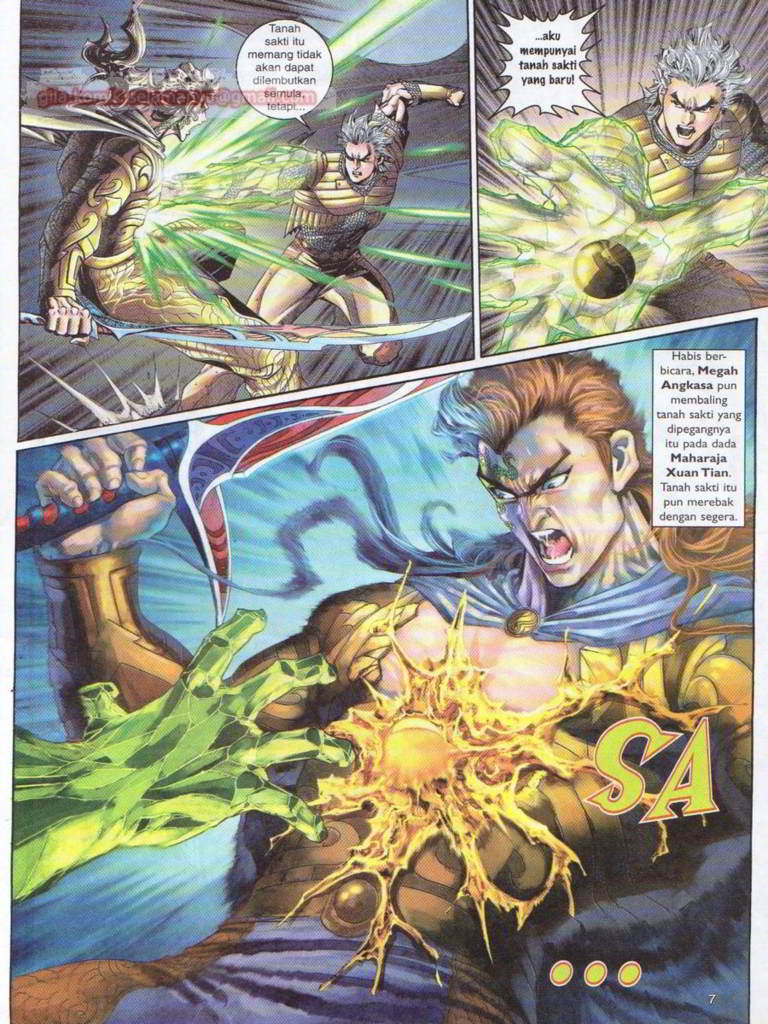 Tanah
sakti itu
memang tidak
akan dapat
dilembutkan
semula,
tetapi...
...aku
mempunyai
tanah sakti
yang baru!
Habis ber-
bicara, Megah
Angkasa pun
membaling
tanah sakti yang
dipegangnya
itu pada dada
Maharaja
Xuan Tian.
Tanah sakti itu
pun merebak
dengan segera.
SA
...
7